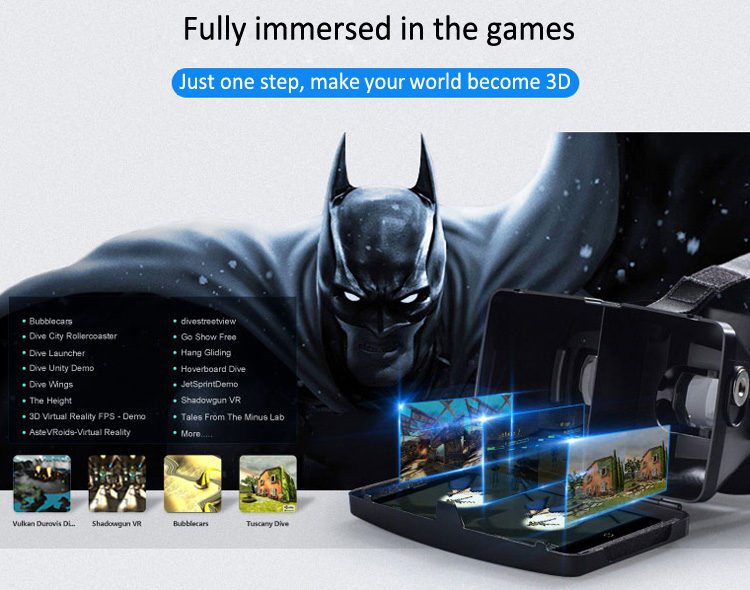 Fully immersed in the games
Just one step, make your world become 3D
Bubblecars
Dive City Rollercoaster
Dive Launcher
Dive Unity Demo
Dive Wings
The Height
3D Virtual Reality FPS - Demo
AsteVRoids-Virtual Reality
divestreetview
Go Show Free
Hang Gliding
Hoverboard Dive
JetSprintDemo
Shadowgun VR
Tales From The Minus Lab
More.....
Vulkan Durovis Di...
Shadowgun VR
Bubblecars
Tuscany Dive